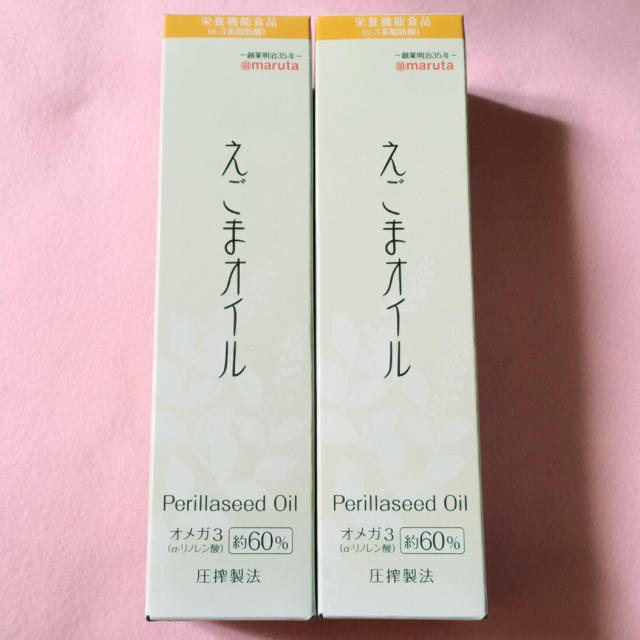 栄養機能食品
(n-3系脂肪酸)
−創業明治35年−
maruta
えごまオイル
Perillaseed Oil
オメガ3
(α-リノレン酸)
約60%
圧搾製法
栄養機能食品
(n-3系脂肪酸)
−創業明治35年−
maruta
えごまオイル
Perillaseed Oil
オメガ3
(α-リノレン酸)
約60%
圧搾製法